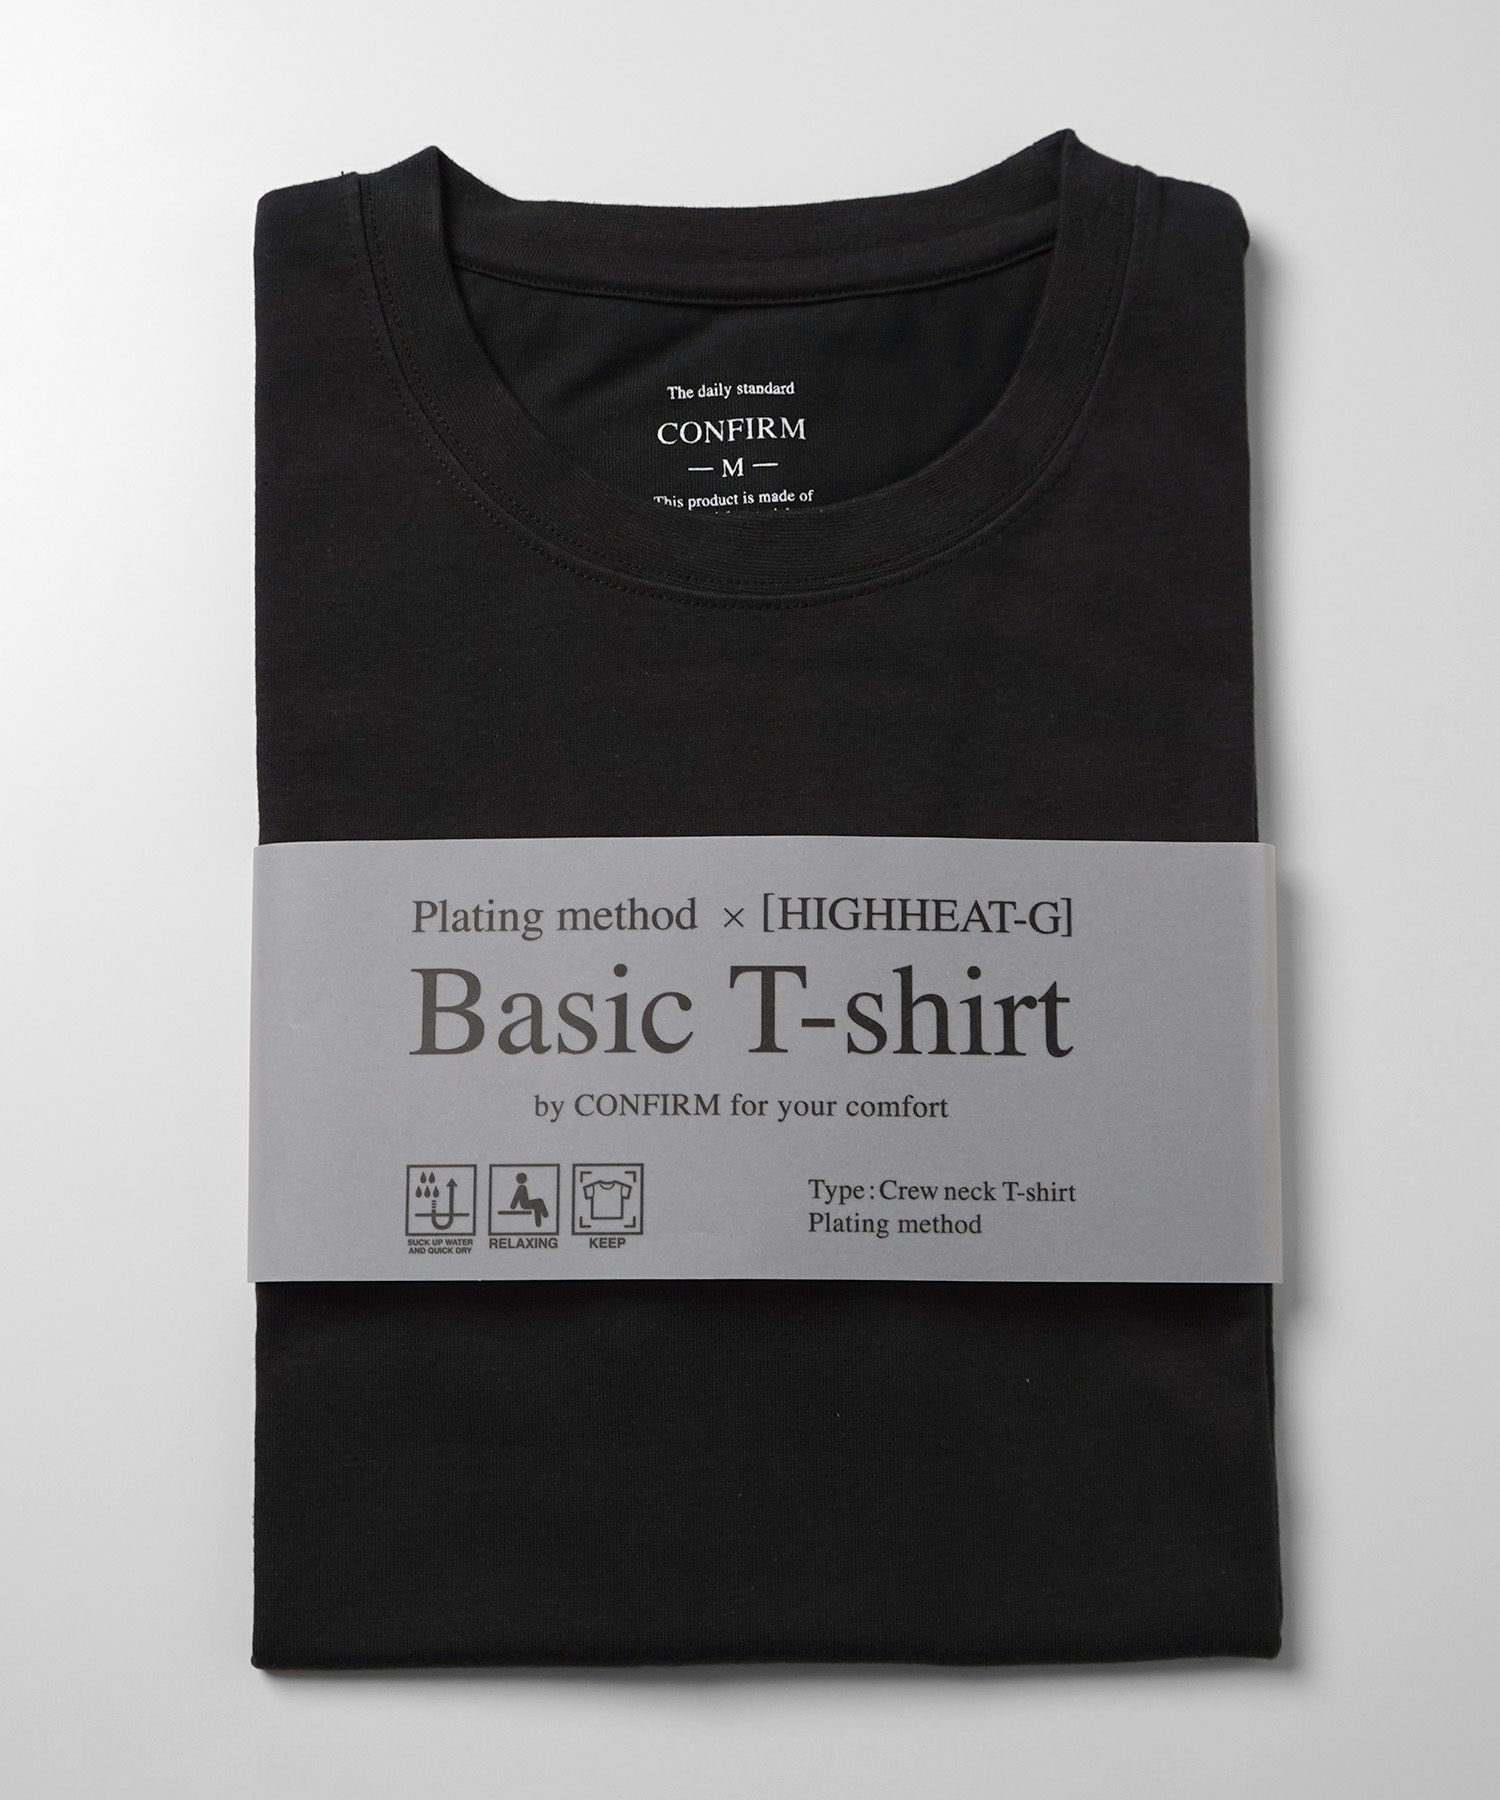 The daily standard
CONFIRM
— M —
This product is made of
Plating method × [HIGHHEAT-G]
Basic T-shirt
by CONFIRM for your comfort
SUCK UP WATER
AND QUICK DRY
RELAXING
KEEP
Type : Crew neck T-shirt
Plating method